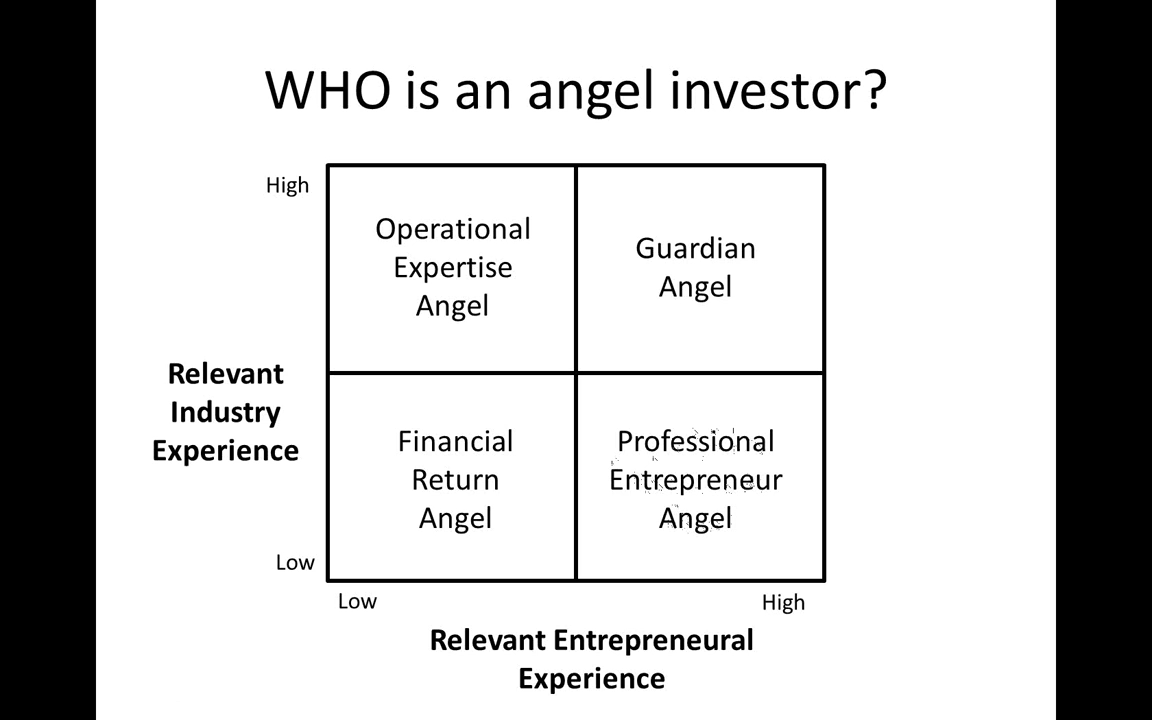 WHO is an angel investor?
High
Operational
Expertise
Angel
Guardian
Angel
Relevant
Industry
Experience
Financial
Return
Angel
Professional
Entrepreneur
Angel
Low
Low
High
Relevant Entrepreneural
Experience